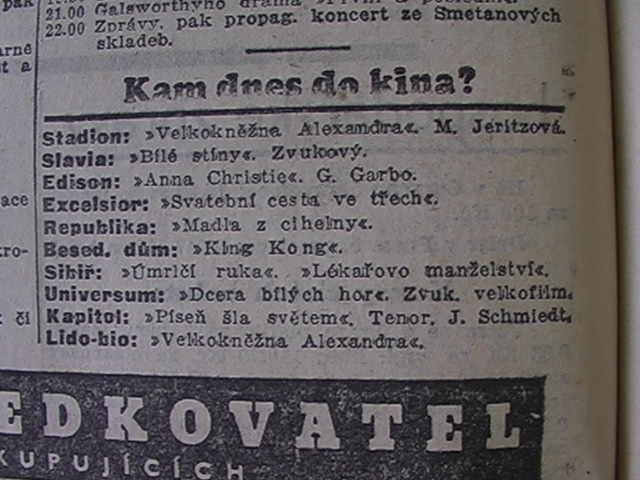 21.00 Galsworthyho drama
22.00 Zprávy, pak propag. koncert ze Smetanových
skladeb.
Kam dnes do kina?
Stadion: »Velkokněžna Alexandra«. M. Jeritzová.
Slavia: »Bílé stíny«. Zvukový.
Edison: »Anna Christie«. G. Garbo.
Excelsior: »Svatební cesta ve třech«.
Republika: »Madla z cihelny«.
Besed. dům: »King Kong«.
Sibiř: »Umrlčí ruka«. »Lékařovo manželství«.
Universum: »Dcera bílých hor«. Zvuk. velkofilm.
Kapitol: »Píseň šla světem«. Tenor. J. Schmiedt.
Lido-bio: »Velkokněžna Alexandra«.
EDKOVATEL
KUPUJÍCÍCH